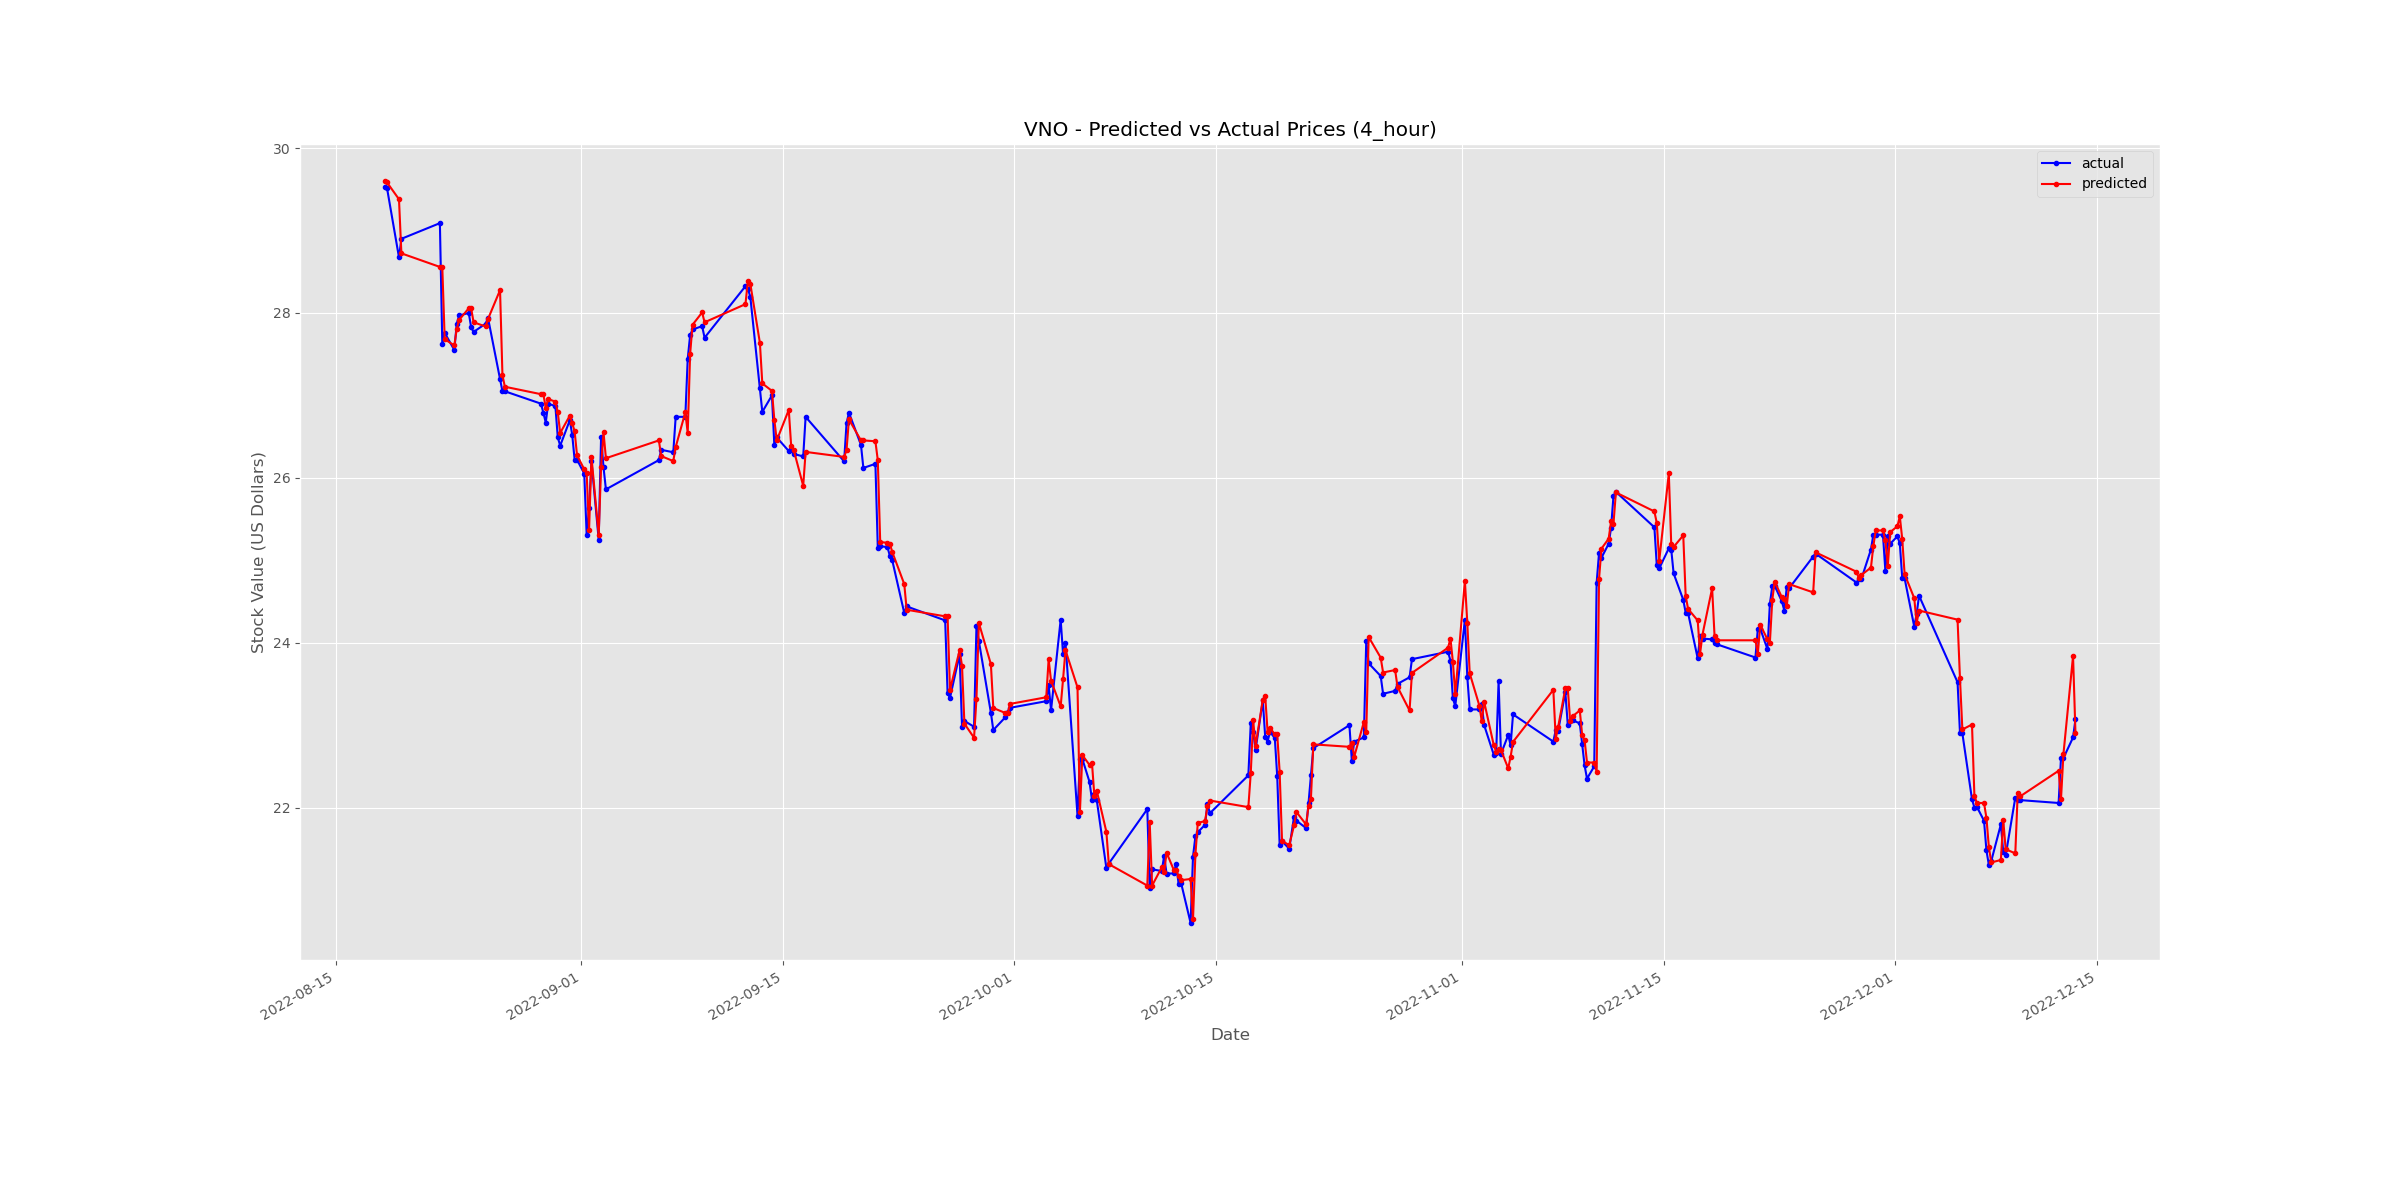 VNO - Predicted vs Actual Prices (4_hour)
actual
predicted
Stock Value (US Dollars)
30
28
26
24
22
2022-08-15
2022-09-01
2022-09-15
2022-10-01
2022-10-15
2022-11-01
2022-11-15
2022-12-01
2022-12-15
Date